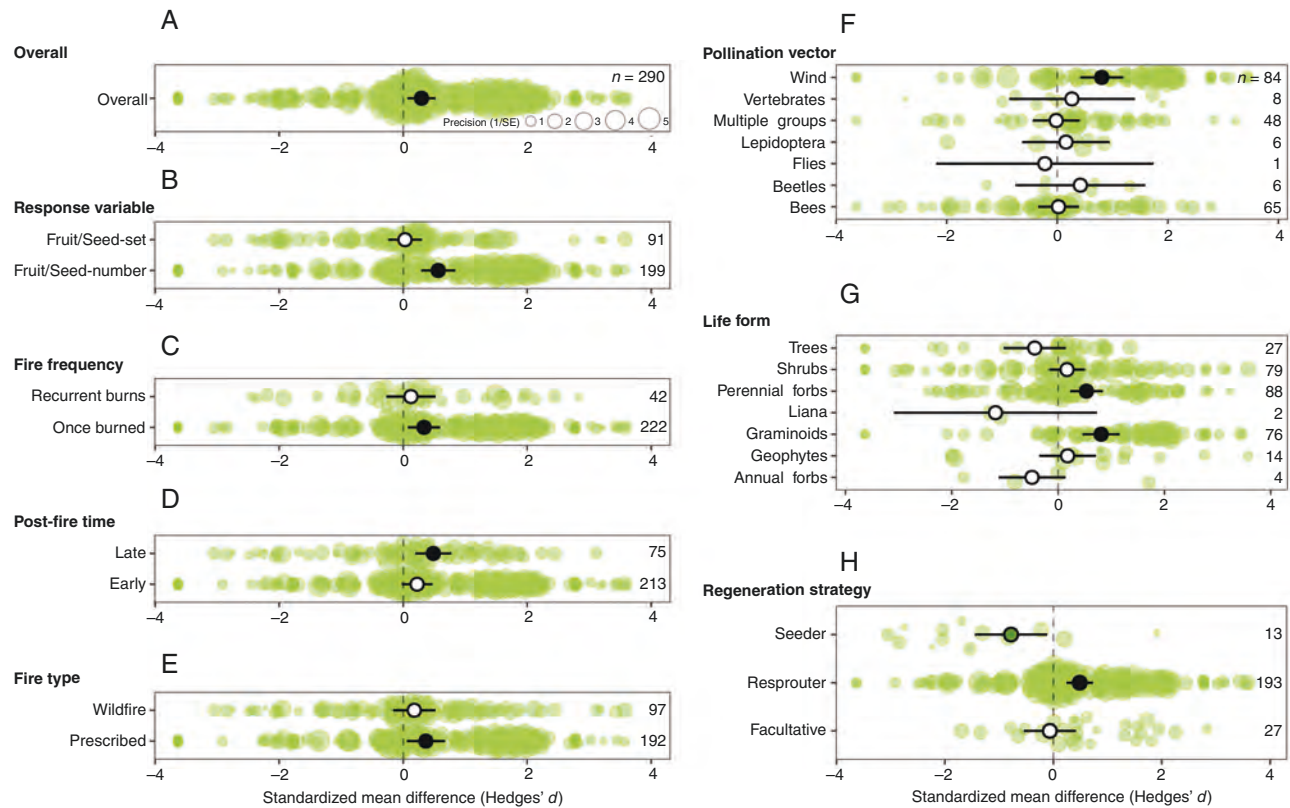 A
Overall
Overall
n = 290
Precision (1/SE) 1 2 3 4 5
–4 –2 0 2 4
B
Response variable
Fruit/Seed-set 91
Fruit/Seed-number 199
–4 –2 0 2 4
C
Fire frequency
Recurrent burns 42
Once burned 222
–4 –2 0 2 4
D
Post-fire time
Late 75
Early 213
–4 –2 0 2 4
E
Fire type
Wildfire 97
Prescribed 192
–4 –2 0 2 4
Standardized mean difference (Hedges' d)
F
Pollination vector
Wind n = 84
Vertebrates 8
Multiple groups 48
Lepidoptera 6
Flies 1
Beetles 6
Bees 65
–4 –2 0 2 4
G
Life form
Trees 27
Shrubs 79
Perennial forbs 88
Liana 2
Graminoids 76
Geophytes 14
Annual forbs 4
–4 –2 0 2 4
H
Regeneration strategy
Seeder 13
Resprouter 193
Facultative 27
–4 –2 0 2 4
Standardized mean difference (Hedges' d)